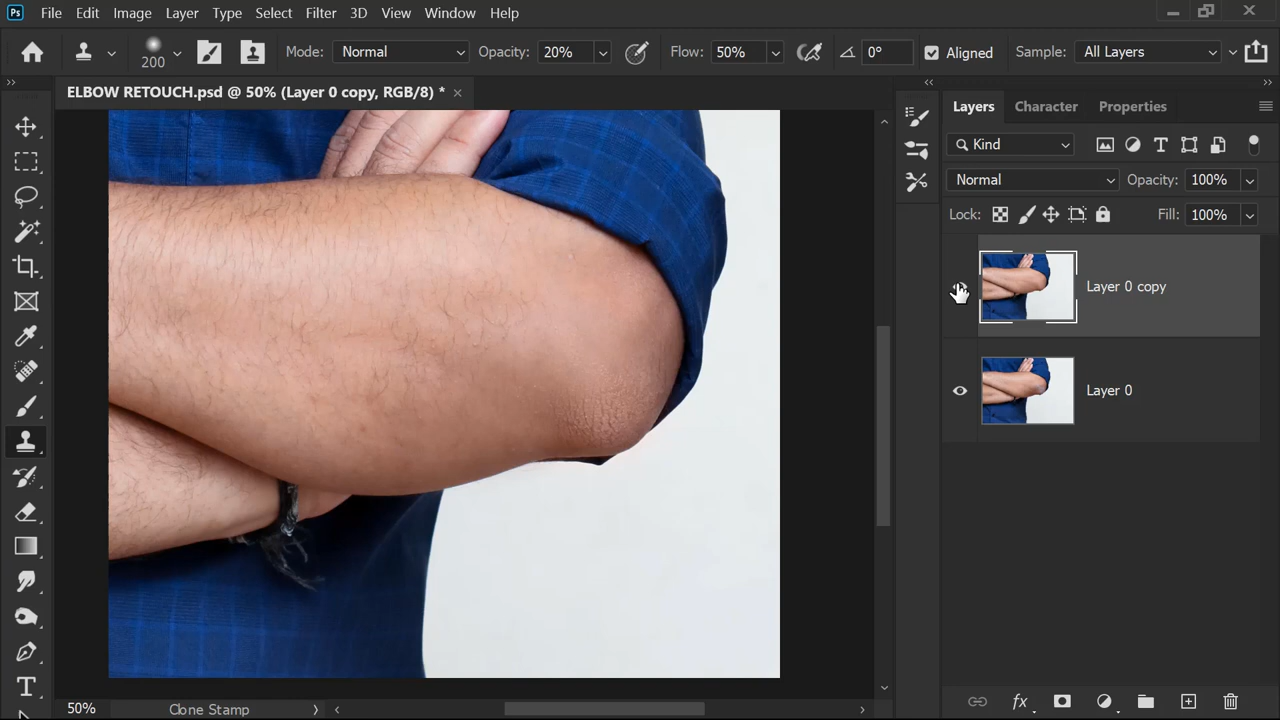 Ps File Edit Image Layer Type Select Filter 3D View Window Help
200 Mode: Normal Opacity: 20% Flow: 50% 0° Aligned Sample: All Layers
ELBOW RETOUCH.psd @ 50% (Layer 0 copy, RGB/8) *
Layers Character Properties
Kind
Normal Opacity: 100%
Lock: Fill: 100%
Layer 0 copy
Layer 0
50% Clone Stamp